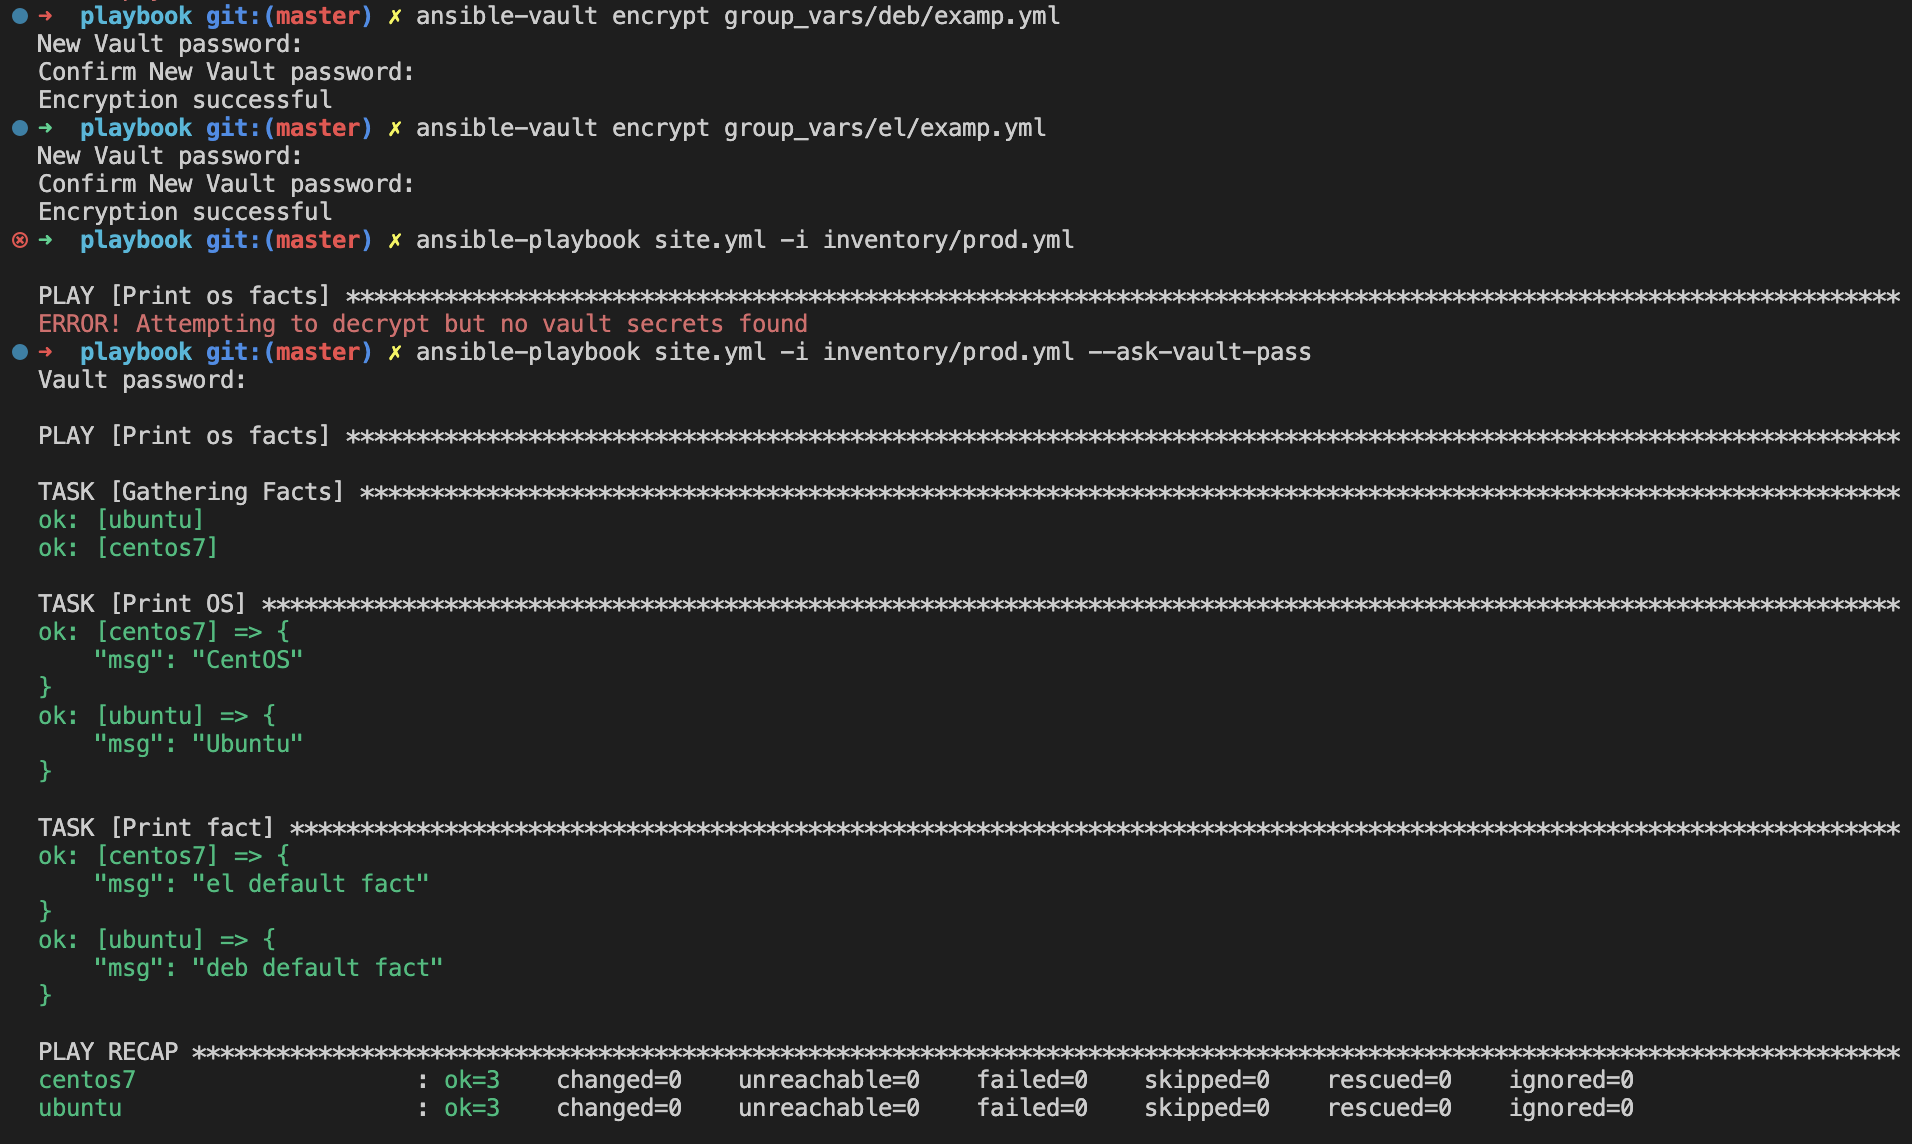 ➜  playbook git:(master) ✗ ansible-vault encrypt group_vars/deb/examp.yml
New Vault password:
Confirm New Vault password:
Encryption successful
➜  playbook git:(master) ✗ ansible-vault encrypt group_vars/el/examp.yml
New Vault password:
Confirm New Vault password:
Encryption successful
➜  playbook git:(master) ✗ ansible-playbook site.yml -i inventory/prod.yml

PLAY [Print os facts] ***************************************************************************************************************
ERROR! Attempting to decrypt but no vault secrets found
➜  playbook git:(master) ✗ ansible-playbook site.yml -i inventory/prod.yml --ask-vault-pass
Vault password:

PLAY [Print os facts] ***************************************************************************************************************

TASK [Gathering Facts] **************************************************************************************************************
ok: [ubuntu]
ok: [centos7]

TASK [Print OS] *********************************************************************************************************************
ok: [centos7] => {
    "msg": "CentOS"
}
ok: [ubuntu] => {
    "msg": "Ubuntu"
}

TASK [Print fact] *******************************************************************************************************************
ok: [centos7] => {
    "msg": "el default fact"
}
ok: [ubuntu] => {
    "msg": "deb default fact"
}

PLAY RECAP **************************************************************************************************************************
centos7                    : ok=3    changed=0    unreachable=0    failed=0    skipped=0    rescued=0    ignored=0
ubuntu                     : ok=3    changed=0    unreachable=0    failed=0    skipped=0    rescued=0    ignored=0